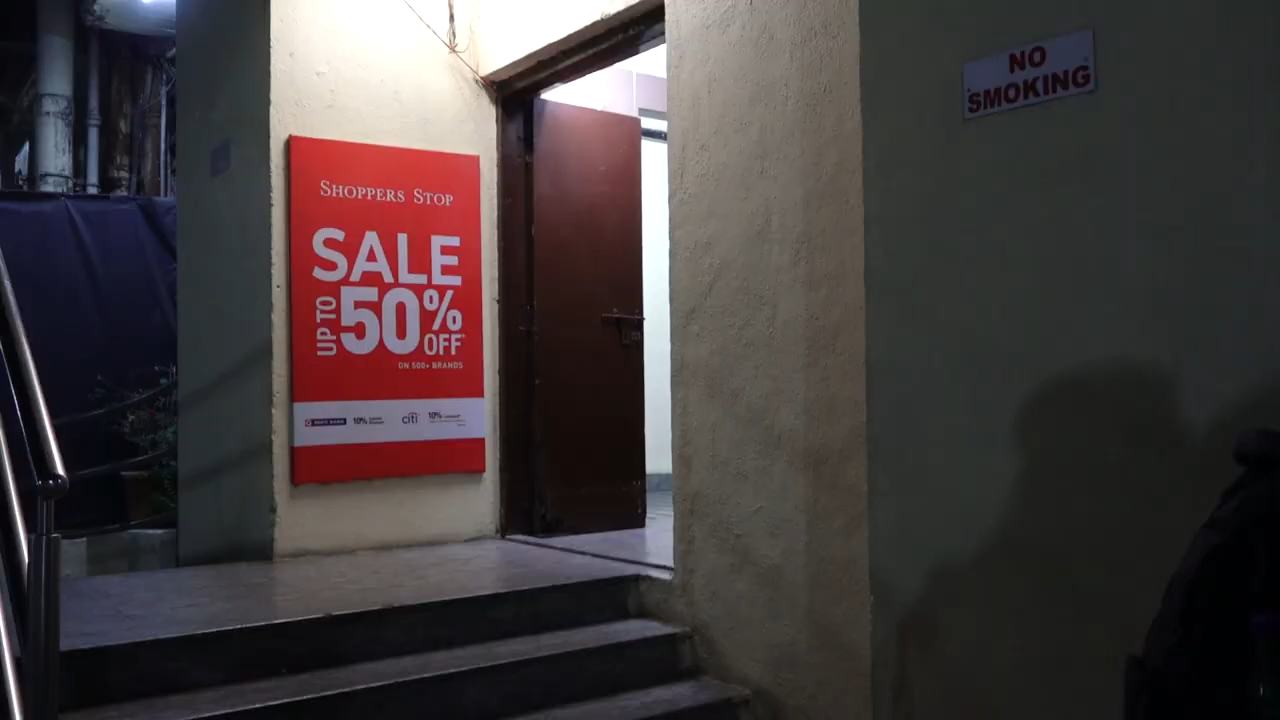 SHOPPERS STOP
SALE
UP TO
50%
OFF*
ON 500+ BRANDS
10%
citi
10%
NO
SMOKING